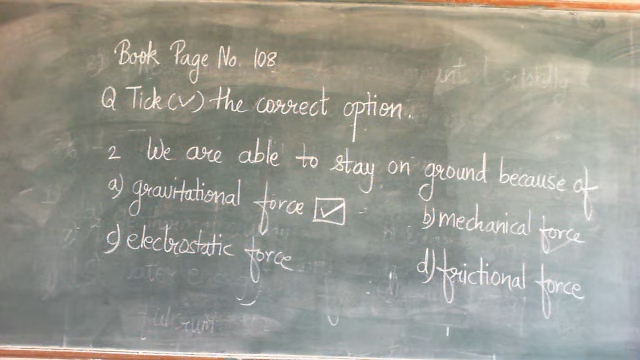 Book Page No. 108
Q Tick (✓) the correct option.
2 We are able to stay on ground because of
a) gravitational force ☑
b) mechanical force
c) electrostatic force
d) frictional force
fulcrum